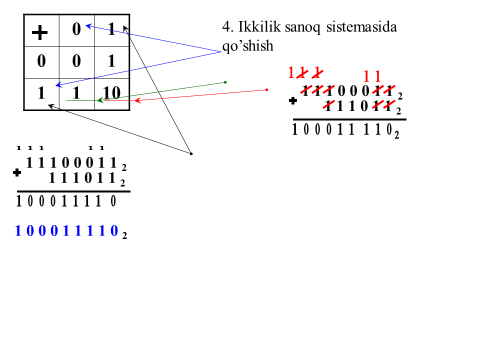 + 0 1
0 0 1
1 1 10
4. Ikkilik sanoq sistemasida
qo’shish
1 1 1 1 1
1 1 1 0 0 0 1 1 2
+
1 1 1 0 1 1 2
1 0 0 0 1 1 1 1 0 2
1 1 1 1 1
1 1 1 0 0 0 1 1 2
+
1 1 1 0 1 1 2
1 0 0 0 1 1 1 1 0
1 0 0 0 1 1 1 1 0 2